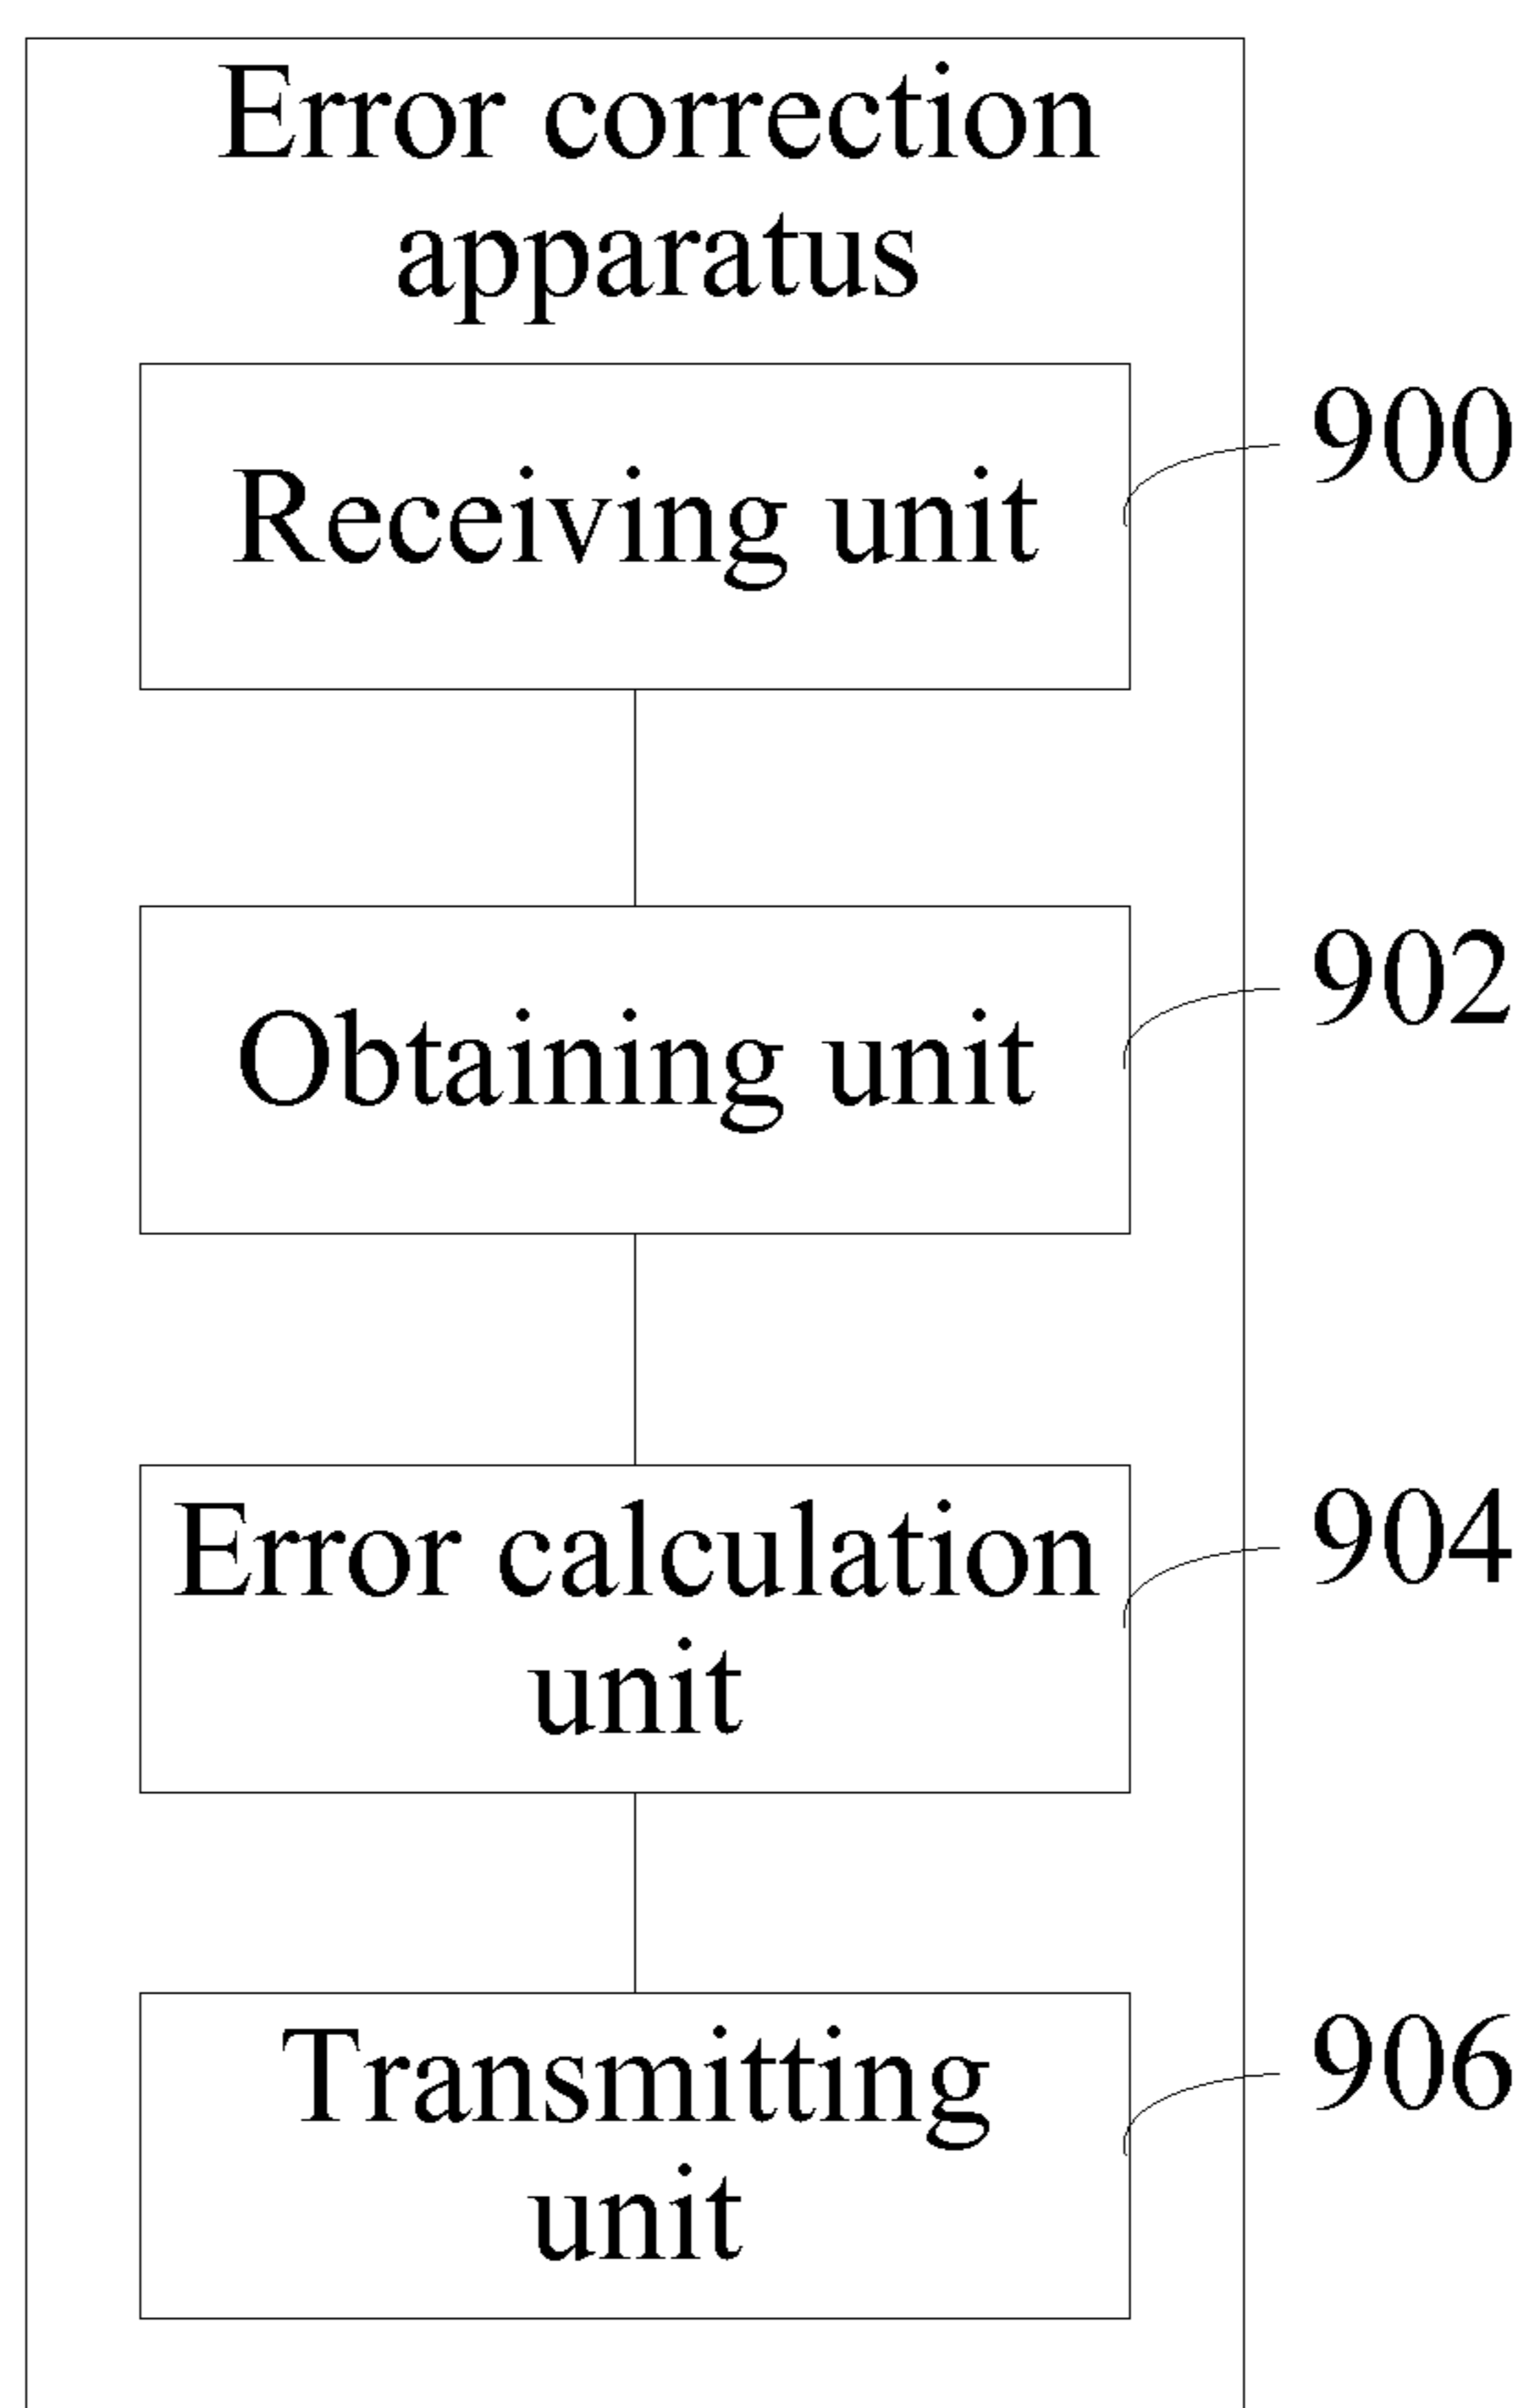 Error correction
apparatus
Receiving unit
900
Obtaining unit
902
Error calculation
unit
904
Transmitting
unit
906